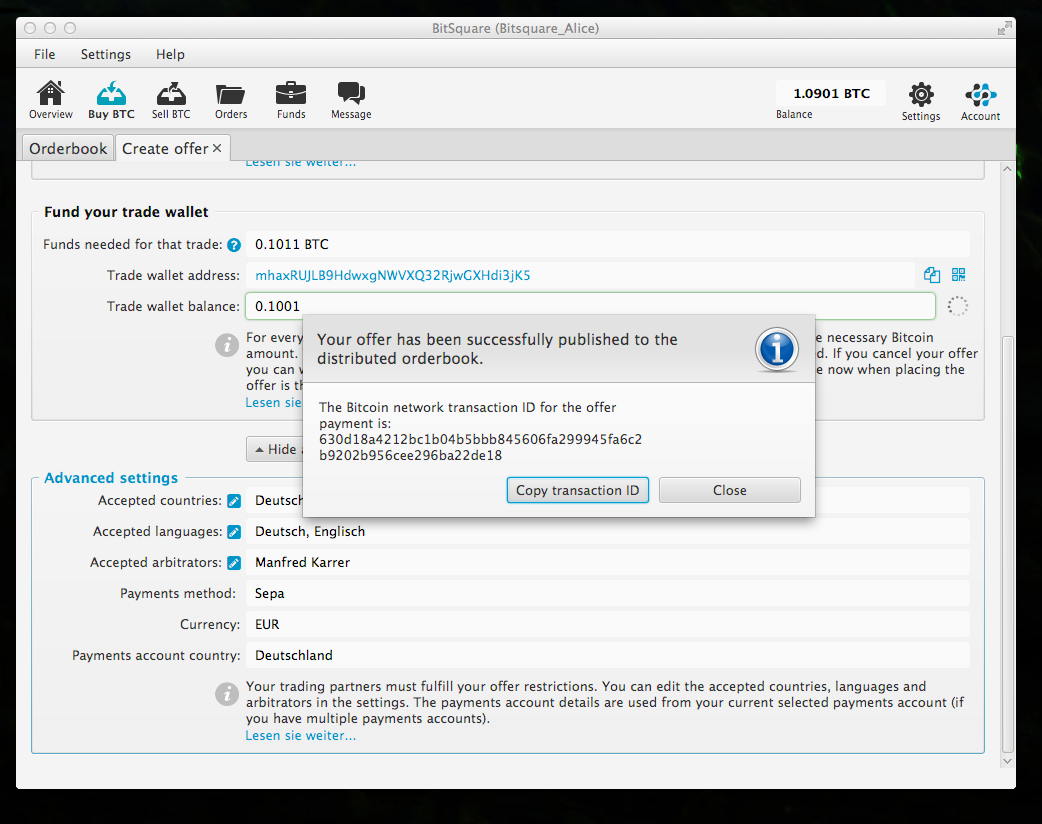 BitSquare (Bitsquare_Alice)
File Settings Help
1.0901 BTC
Overview Buy BTC Sell BTC Orders Funds Message Balance Settings Account
Orderbook Create offer
Lesen sie weiter...
Fund your trade wallet
Funds needed for that trade: ? 0.1011 BTC
Trade wallet address: mhaxRUJLB9HdwxgNWVXQ32RjwGXHdi3jK5
Trade wallet balance: 0.1001
For every e necessary Bitcoin
amount. d. If you cancel your offer
you can w e now when placing the
offer is th
Lesen sie
Your offer has been successfully published to the
distributed orderbook.
The Bitcoin network transaction ID for the offer
payment is:
630d18a4212bc1b04b5bbb845606fa299945fa6c2
b9202b956cee296ba22de18
Copy transaction ID Close
Hide a
Advanced settings
Accepted countries: Deutsch
Accepted languages: Deutsch, Englisch
Accepted arbitrators: Manfred Karrer
Payments method: Sepa
Currency: EUR
Payments account country: Deutschland
Your trading partners must fulfill your offer restrictions. You can edit the accepted countries, languages and
arbitrators in the settings. The payments account details are used from your current selected payments account (if
you have multiple payments accounts).
Lesen sie weiter...